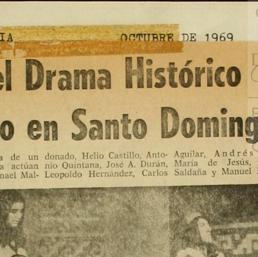 IA OCTUBRE DE 1969
el Drama Histórico
o en Santo Doming
a de un donado, Helio Castillo, Anto- Aguilar, Andrés
a actúan nio Quintana, José A. Durán, María de Jesús,
nael Mal- Leopoldo Hernández, Carlos Saldaña y Manuel